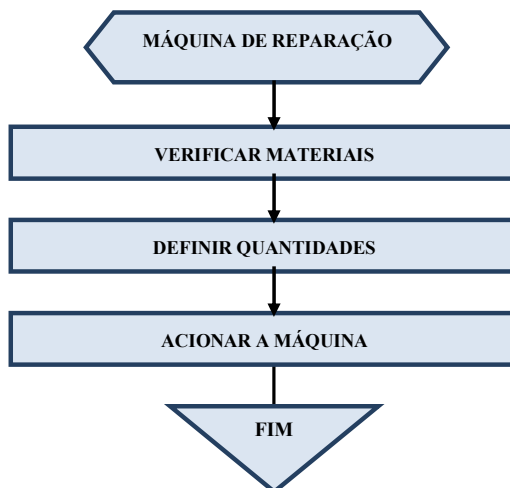 MÁQUINA DE REPARAÇÃO
VERIFICAR MATERIAIS
DEFINIR QUANTIDADES
ACIONAR A MÁQUINA
FIM